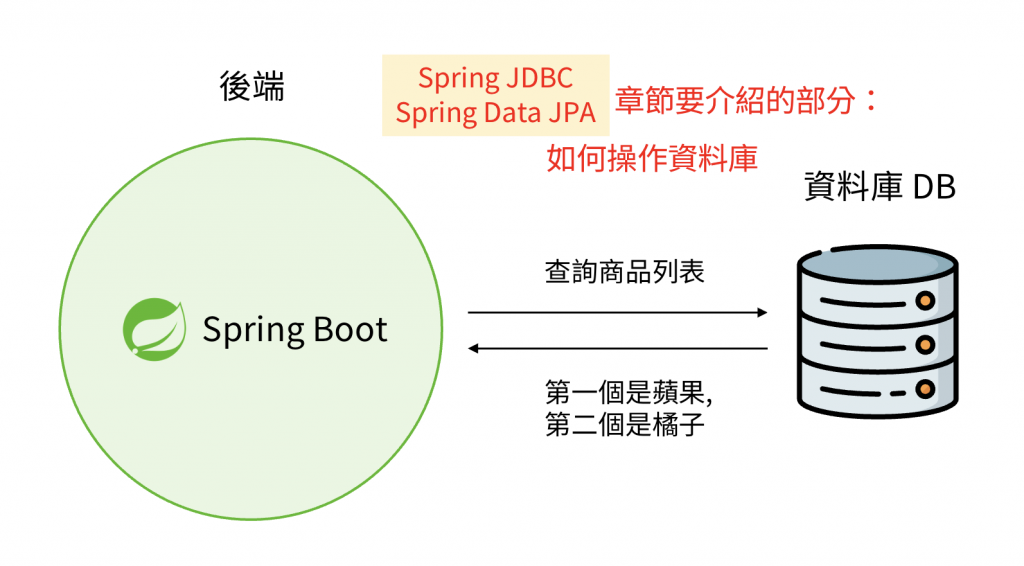 後端
Spring JDBC
Spring Data JPA
章節要介紹的部分：
如何操作資料庫
資料庫 DB
查詢商品列表
Spring Boot
第一個是蘋果,
第二個是橘子